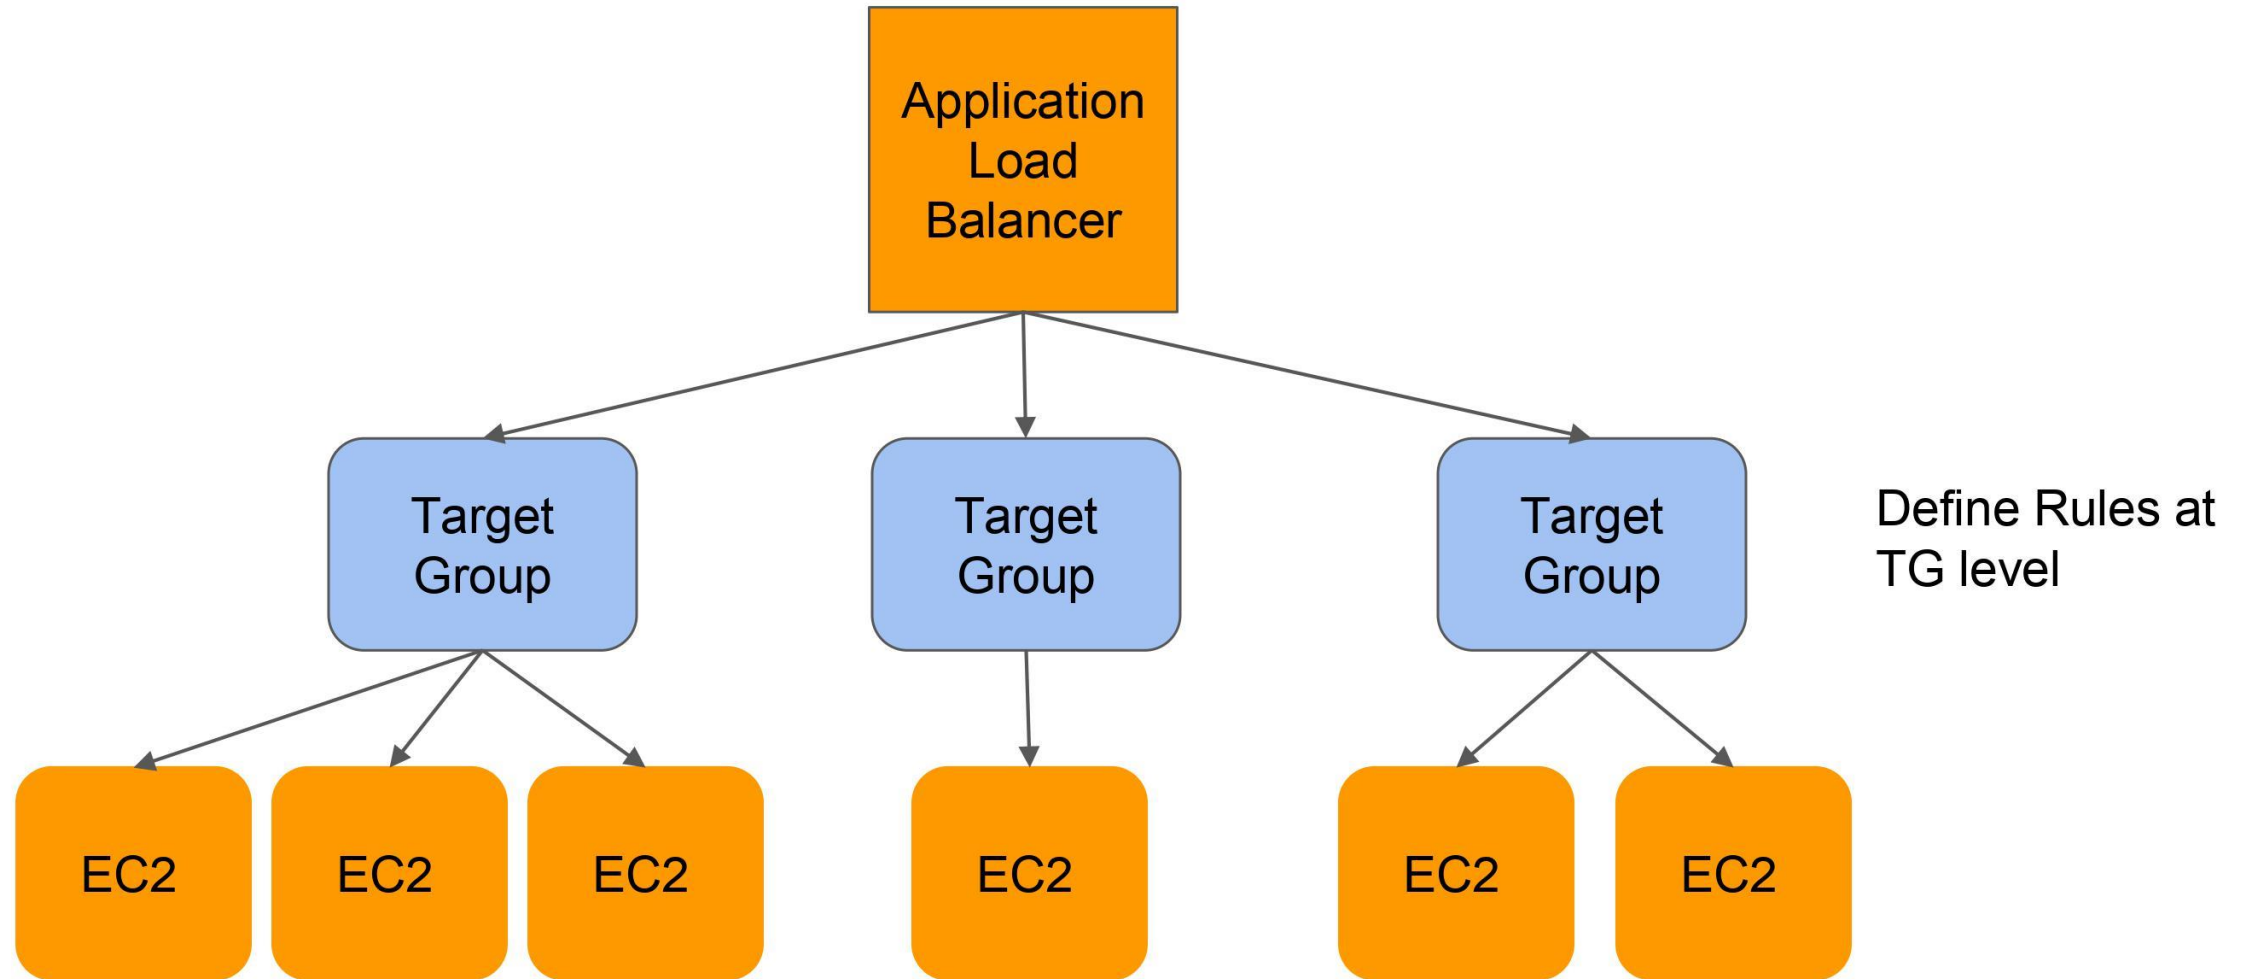 Application
Load
Balancer
Target
Group
Target
Group
Target
Group
Define Rules at
TG level
EC2
EC2
EC2
EC2
EC2
EC2